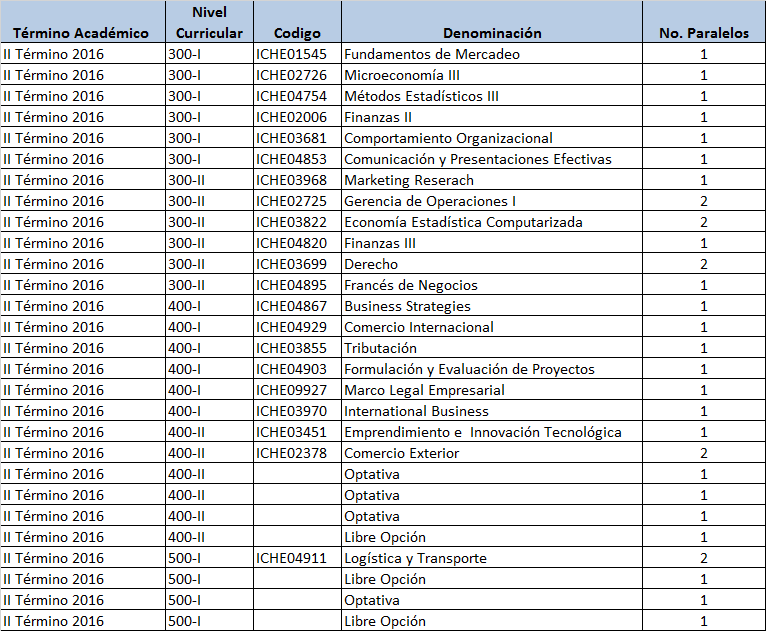 Término Académico Nivel Curricular Codigo Denominación No. Paralelos
II Término 2016 300-I ICHE01545 Fundamentos de Mercadeo 1
II Término 2016 300-I ICHE02726 Microeconomía III 1
II Término 2016 300-I ICHE04754 Métodos Estadísticos III 1
II Término 2016 300-I ICHE02006 Finanzas II 1
II Término 2016 300-I ICHE03681 Comportamiento Organizacional 1
II Término 2016 300-I ICHE04853 Comunicación y Presentaciones Efectivas 1
II Término 2016 300-II ICHE03968 Marketing Reserach 1
II Término 2016 300-II ICHE02725 Gerencia de Operaciones I 2
II Término 2016 300-II ICHE03822 Economía Estadística Computarizada 2
II Término 2016 300-II ICHE04820 Finanzas III 1
II Término 2016 300-II ICHE03699 Derecho 2
II Término 2016 300-II ICHE04895 Francés de Negocios 1
II Término 2016 400-I ICHE04867 Business Strategies 1
II Término 2016 400-I ICHE04929 Comercio Internacional 1
II Término 2016 400-I ICHE03855 Tributación 1
II Término 2016 400-I ICHE04903 Formulación y Evaluación de Proyectos 1
II Término 2016 400-I ICHE09927 Marco Legal Empresarial 1
II Término 2016 400-I ICHE03970 International Business 1
II Término 2016 400-II ICHE03451 Emprendimiento e Innovación Tecnológica 1
II Término 2016 400-II ICHE02378 Comercio Exterior 2
II Término 2016 400-II Optativa 1
II Término 2016 400-II Optativa 1
II Término 2016 400-II Optativa 1
II Término 2016 400-II Libre Opción 1
II Término 2016 500-I ICHE04911 Logística y Transporte 2
II Término 2016 500-I Libre Opción 1
II Término 2016 500-I Optativa 1
II Término 2016 500-I Libre Opción 1